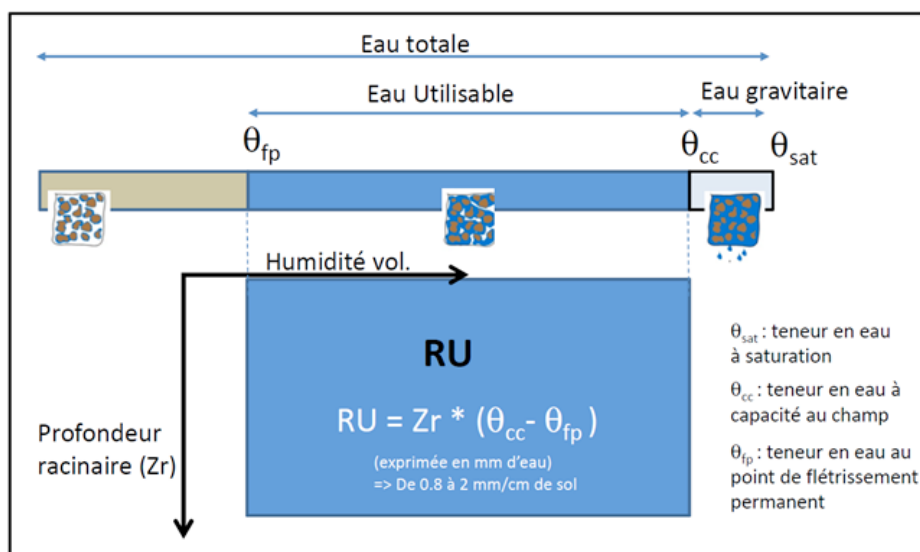 Eau totale
Eau Utilisable
Eau gravitaire
θfp
θcc
θsat
Humidité vol.
RU
RU = Zr * (θcc- θfp)
(exprimée en mm d'eau)
=> De 0.8 à 2 mm/cm de sol
Profondeur
racinaire (Zr)
θsat : teneur en eau
à saturation
θcc : teneur en eau à
capacité au champ
θfp : teneur en eau au
point de flétrissement
permanent